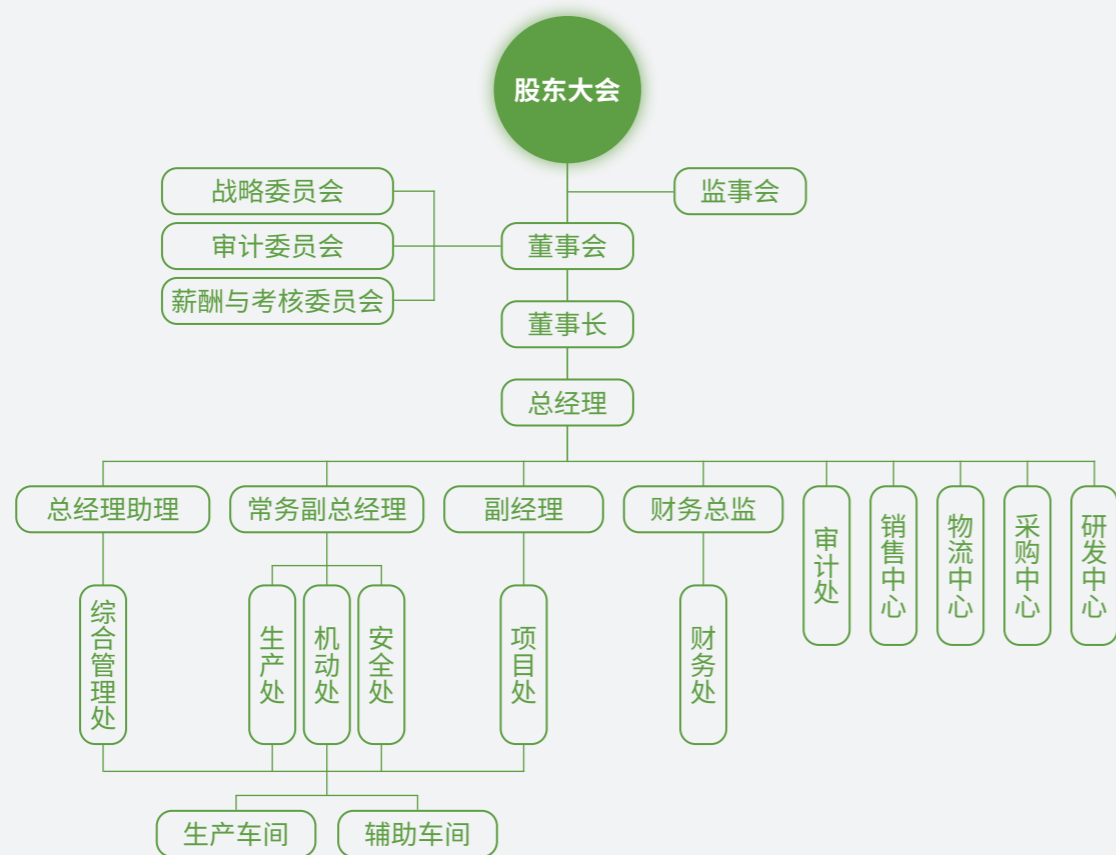 股东大会
战略委员会
监事会
审计委员会
董事会
薪酬与考核委员会
董事长
总经理
总经理助理
常务副总经理
副经理
财务总监
审计处
销售中心
物流中心
采购中心
研发中心
综合管理处
生产处
机动处
安全处
项目处
财务处
生产车间
辅助车间